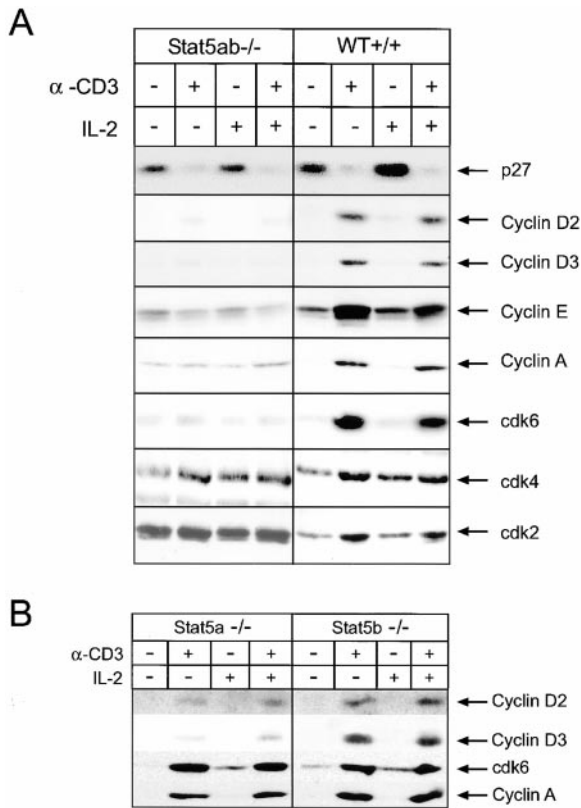 A
Stat5ab-/- WT+/+
α -CD3 - + - + - + - +
IL-2 - - + + - - + +
p27
Cyclin D2
Cyclin D3
Cyclin E
Cyclin A
cdk6
cdk4
cdk2
B
Stat5a -/- Stat5b -/-
α-CD3 - + - + - + - +
IL-2 - - + + - - + +
Cyclin D2
Cyclin D3
cdk6
Cyclin A